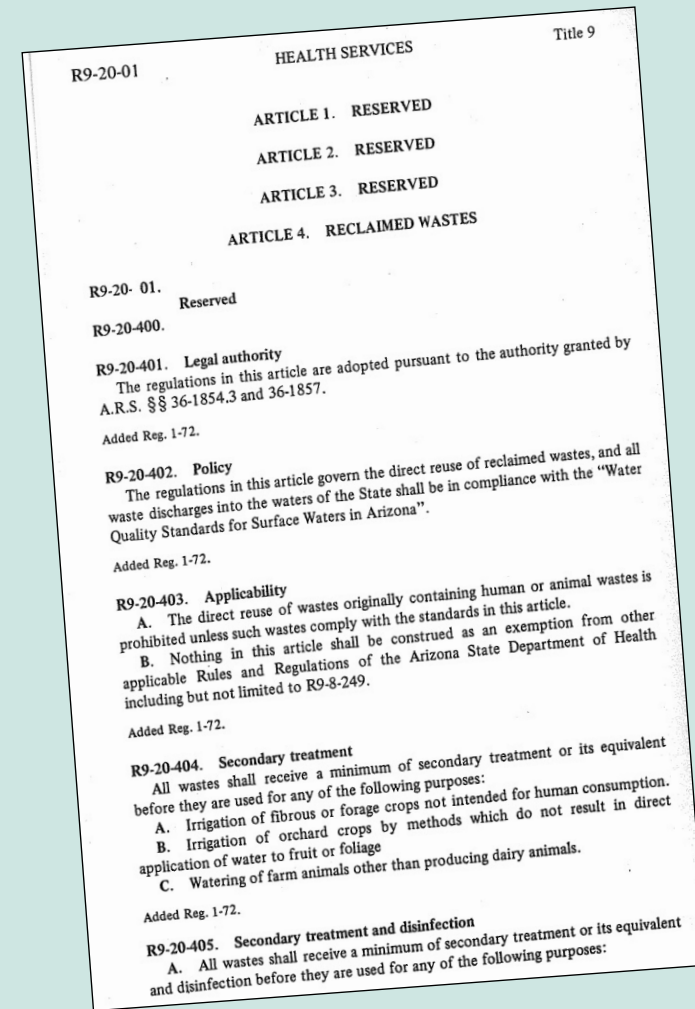 R9-20-01 HEALTH SERVICES Title 9
ARTICLE 1. RESERVED
ARTICLE 2. RESERVED
ARTICLE 3. RESERVED
ARTICLE 4. RECLAIMED WASTES
R9-20- 01.
Reserved
R9-20-400.
R9-20-401. Legal authority
The regulations in this article are adopted pursuant to the authority granted by
A.R.S. §§ 36-1854.3 and 36-1857.
Added Reg. 1-72.
R9-20-402. Policy
The regulations in this article govern the direct reuse of reclaimed wastes, and all
waste discharges into the waters of the State shall be in compliance with the “Water
Quality Standards for Surface Waters in Arizona”.
Added Reg. 1-72.
R9-20-403. Applicability
A. The direct reuse of wastes originally containing human or animal wastes is
prohibited unless such wastes comply with the standards in this article.
B. Nothing in this article shall be construed as an exemption from other
applicable Rules and Regulations of the Arizona State Department of Health
including but not limited to R9-8-249.
Added Reg. 1-72.
R9-20-404. Secondary treatment
All wastes shall receive a minimum of secondary treatment or its equivalent
before they are used for any of the following purposes:
A. Irrigation of fibrous or forage crops not intended for human consumption.
B. Irrigation of orchard crops by methods which do not result in direct
application of water to fruit or foliage
C. Watering of farm animals other than producing dairy animals.
Added Reg. 1-72.
R9-20-405. Secondary treatment and disinfection
A. All wastes shall receive a minimum of secondary treatment or its equivalent
and disinfection before they are used for any of the following purposes: